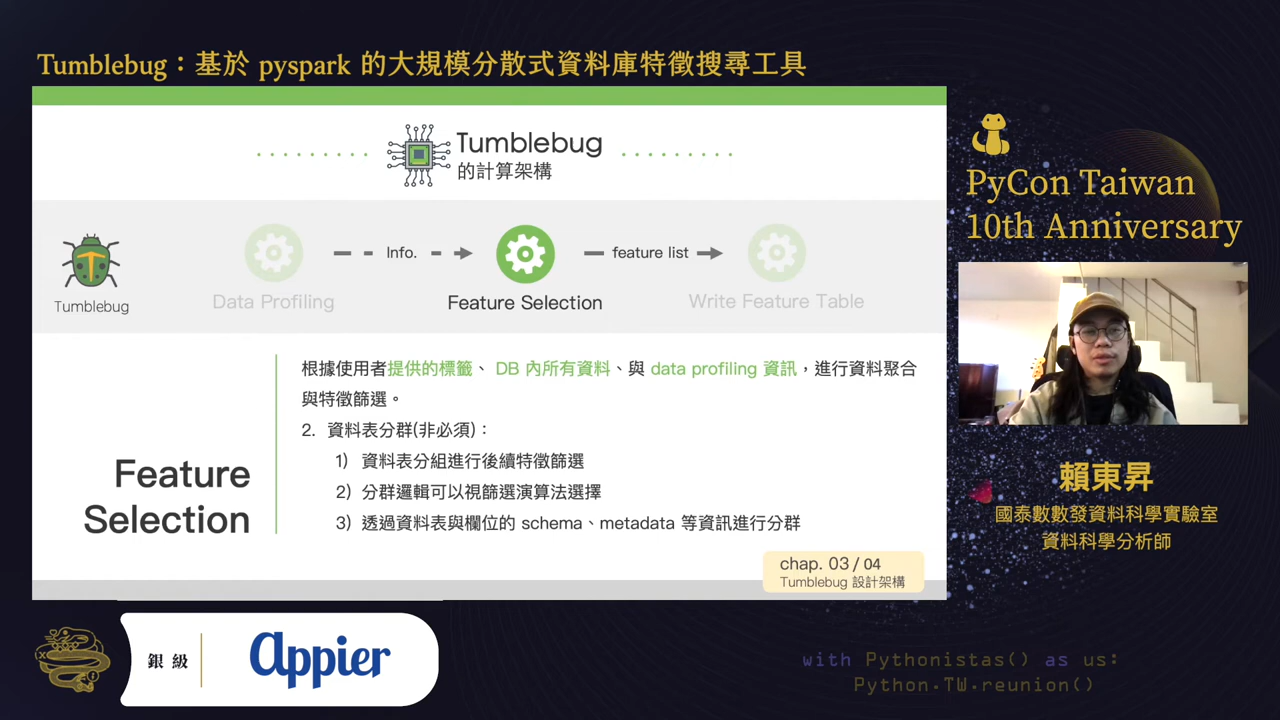 Tumblebug：基於 pyspark 的大規模分散式資料庫特徵搜尋工具
Tumblebug
的計算架構
Tumblebug
Data Profiling
Info.
Feature Selection
feature list
Write Feature Table
Feature
Selection
根據使用者提供的標籤、 DB 內所有資料、與 data profiling 資訊，進行資料聚合
與特徵篩選。
2. 資料表分群(非必須)：
1) 資料表分組進行後續特徵篩選
2) 分群邏輯可以視篩選演算法選擇
3) 透過資料表與欄位的 schema、metadata 等資訊進行分群
chap. 03 / 04
Tumblebug 設計架構
PyCon Taiwan
10th Anniversary
賴東昇
國泰數數發資料科學實驗室
資料科學分析師
銀級
Appier
with Pythonistas() as us:
Python.TW.reunion()